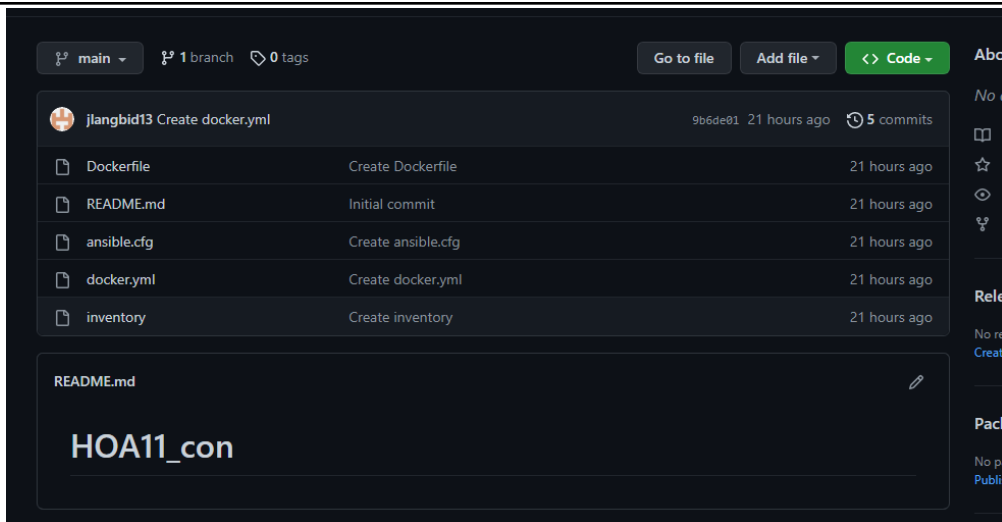 main 1 branch 0 tags Go to file Add file <> Code
jlangbid13 Create docker.yml 9b6de01 21 hours ago 5 commits
Dockerfile Create Dockerfile 21 hours ago
README.md Initial commit 21 hours ago
ansible.cfg Create ansible.cfg 21 hours ago
docker.yml Create docker.yml 21 hours ago
inventory Create inventory 21 hours ago
README.md
HOA11_con
Abo
No
Rele
No re
Creat
Pac
No p
Publi